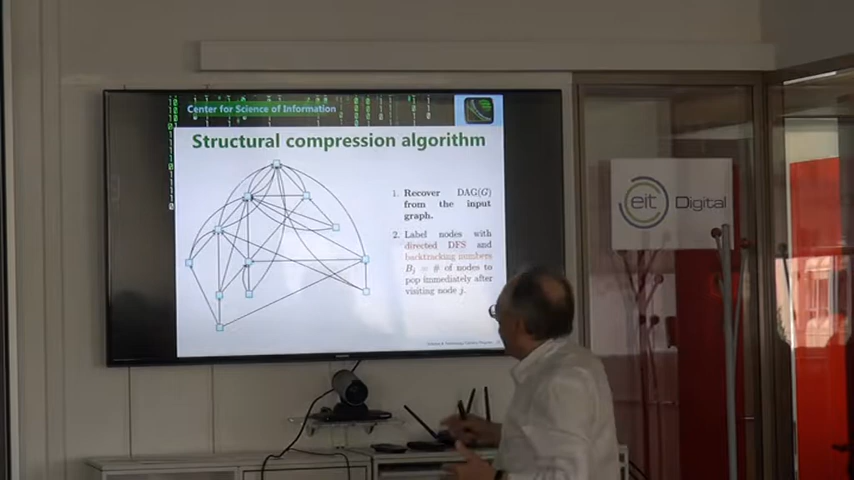 Center for Science of Information
Structural compression algorithm
1. Recover DAG(G)
from the input
graph.
2. Label nodes with
directed DFS and
backtracking numbers
Bj = # of nodes to
pop immediately after
visiting node j.
eit Digital